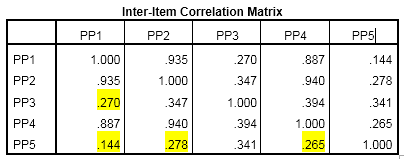 Inter-Item Correlation Matrix
PP1 PP2 PP3 PP4 PP5
PP1 1.000 .935 .270 .887 .144
PP2 .935 1.000 .347 .940 .278
PP3 .270 .347 1.000 .394 .341
PP4 .887 .940 .394 1.000 .265
PP5 .144 .278 .341 .265 1.000